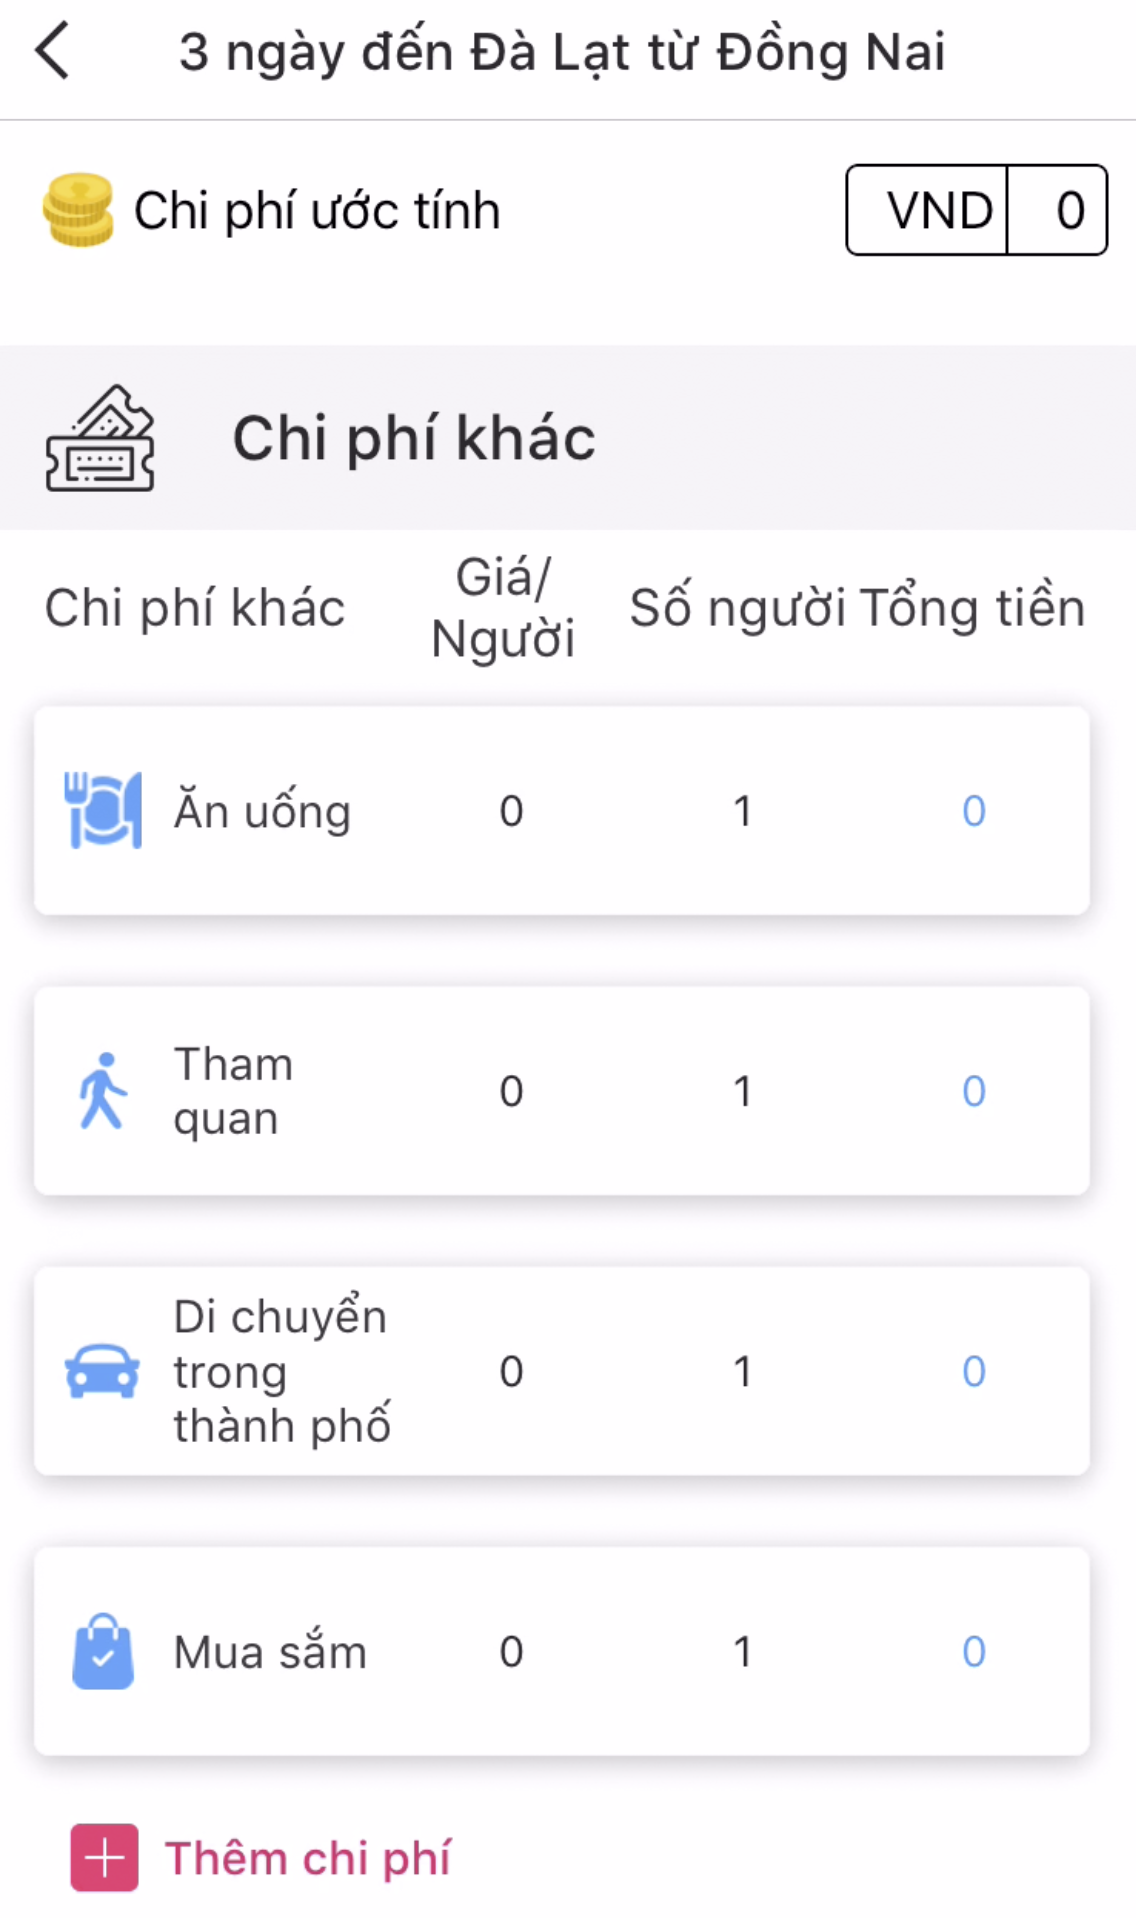 3 ngày đến Đà Lạt từ Đồng Nai
Chi phí ước tính
VND 0
Chi phí khác
Chi phí khác
Giá/
Người
Số người
Tổng tiền
Ăn uống
0 1 0
Tham
quan
0 1 0
Di chuyển
trong
thành phố
0 1 0
Mua sắm
0 1 0
Thêm chi phí